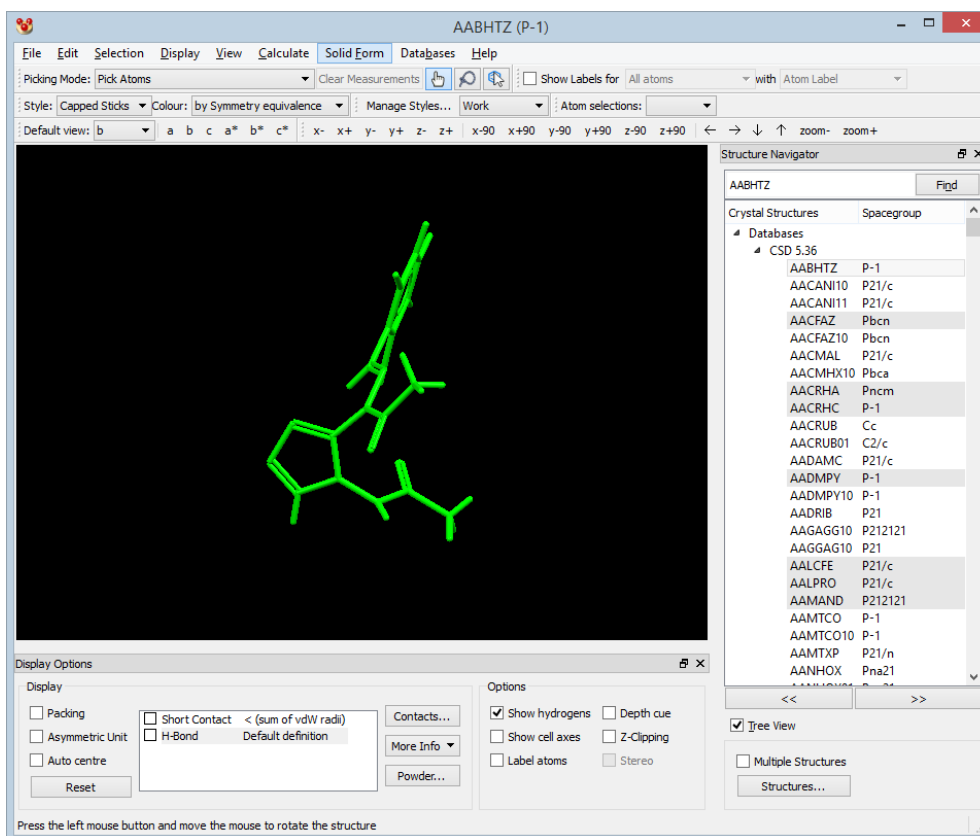 AABHTZ (P-1)
File Edit Selection Display View Calculate Solid Form Databases Help
Picking Mode: Pick Atoms Clear Measurements Show Labels for All atoms with Atom Label
Style: Capped Sticks Colour: by Symmetry equivalence Manage Styles... Work Atom selections:
Default view: b a b c a* b* c* x- x+ y- y+ z- z+ x-90 x+90 y-90 y+90 z-90 z+90 ← → ↓ ↑ zoom- zoom+
Structure Navigator
AABHTZ Find
Crystal Structures Spacegroup
Databases
CSD 5.36
AABHTZ P-1
AACANI10 P21/c
AACANI11 P21/c
AACFAZ Pbcn
AACFAZ10 Pbcn
AACMAL P21/c
AACMHX10 Pbca
AACRHA Pncm
AACRHC P-1
AACRUB Cc
AACRUB01 C2/c
AADAMC P21/c
AADMPY P-1
AADMPY10 P-1
AADRIB P21
AAGAGG10 P212121
AAGGAG10 P21
AALCFE P21/c
AALPRO P21/c
AAMAND P212121
AAMTCO P-1
AAMTCO10 P-1
AAMTXP P21/n
AANHOX Pna21
<< >>
Tree View
Multiple Structures
Structures...
Display Options
Display
Packing
Asymmetric Unit
Auto centre
Reset
Short Contact < (sum of vdW radii)
H-Bond Default definition
Contacts...
More Info
Powder...
Options
Show hydrogens Depth cue
Show cell axes Z-Clipping
Label atoms Stereo
Press the left mouse button and move the mouse to rotate the structure